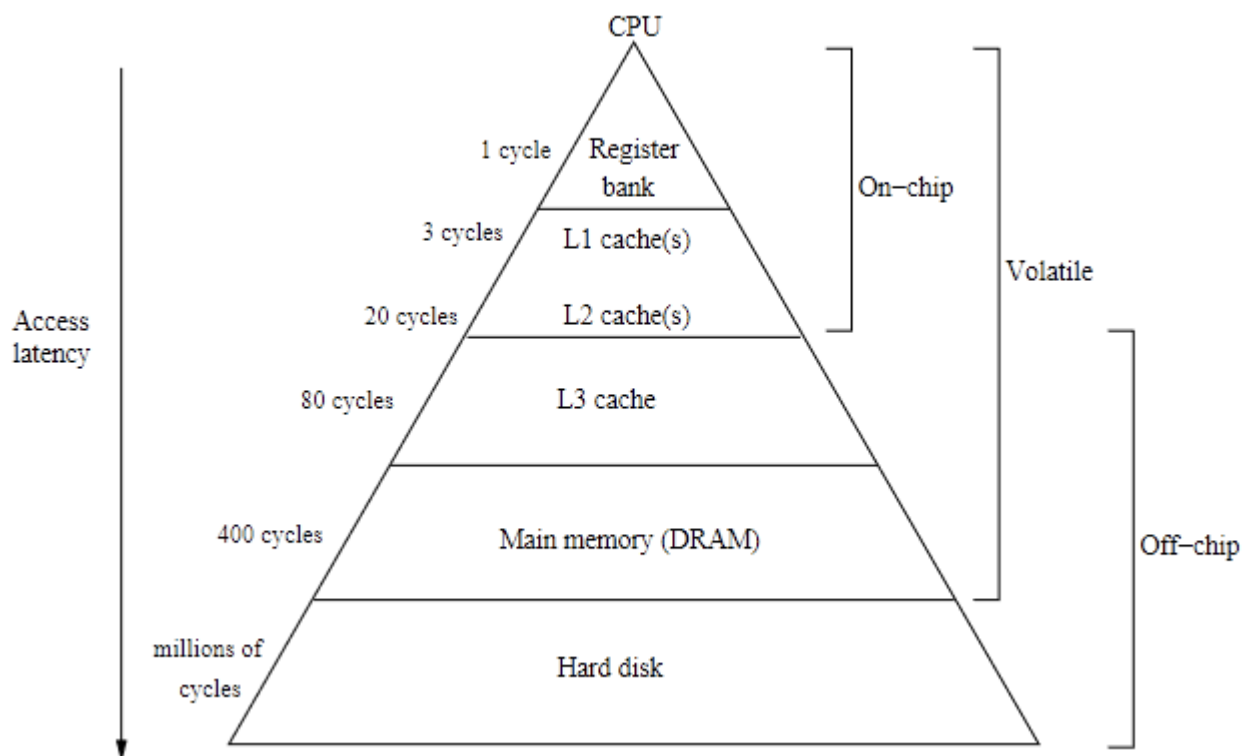 CPU
1 cycle
Register
bank
On−chip
3 cycles
L1 cache(s)
Volatile
Access
latency
20 cycles
L2 cache(s)
80 cycles
L3 cache
400 cycles
Main memory (DRAM)
Off−chip
millions of
cycles
Hard disk